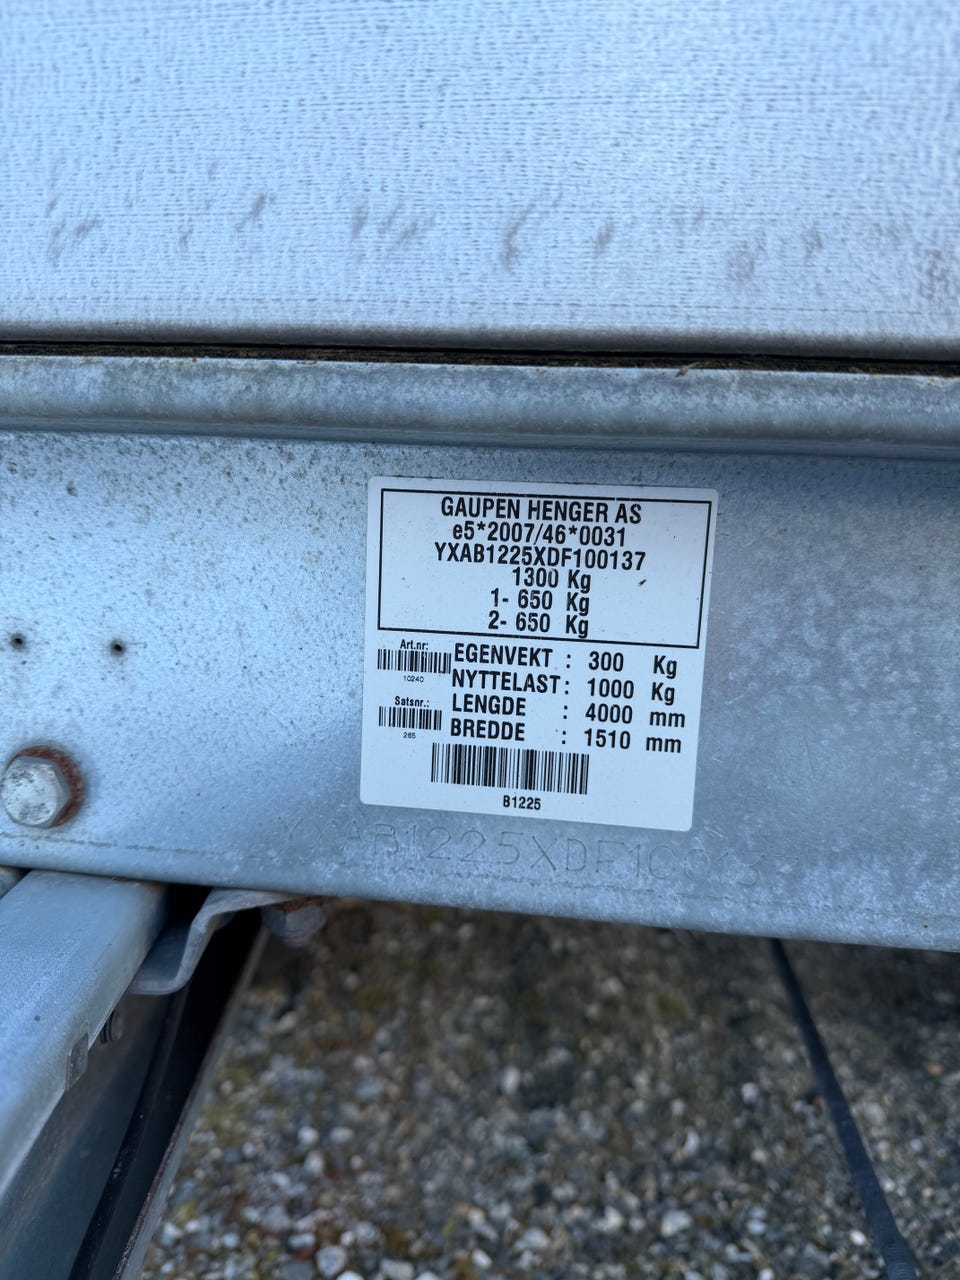 GAUPEN HENGER AS
e5*2007/46*0031
YXAB1225XDF100137
1300 Kg
1- 650 Kg
2- 650 Kg
Art.nr:
10240
Satsnr.:
265
EGENVEKT : 300 Kg
NYTTELAST : 1000 Kg
LENGDE : 4000 mm
BREDDE : 1510 mm
B1225
YXAB1225XDF100137